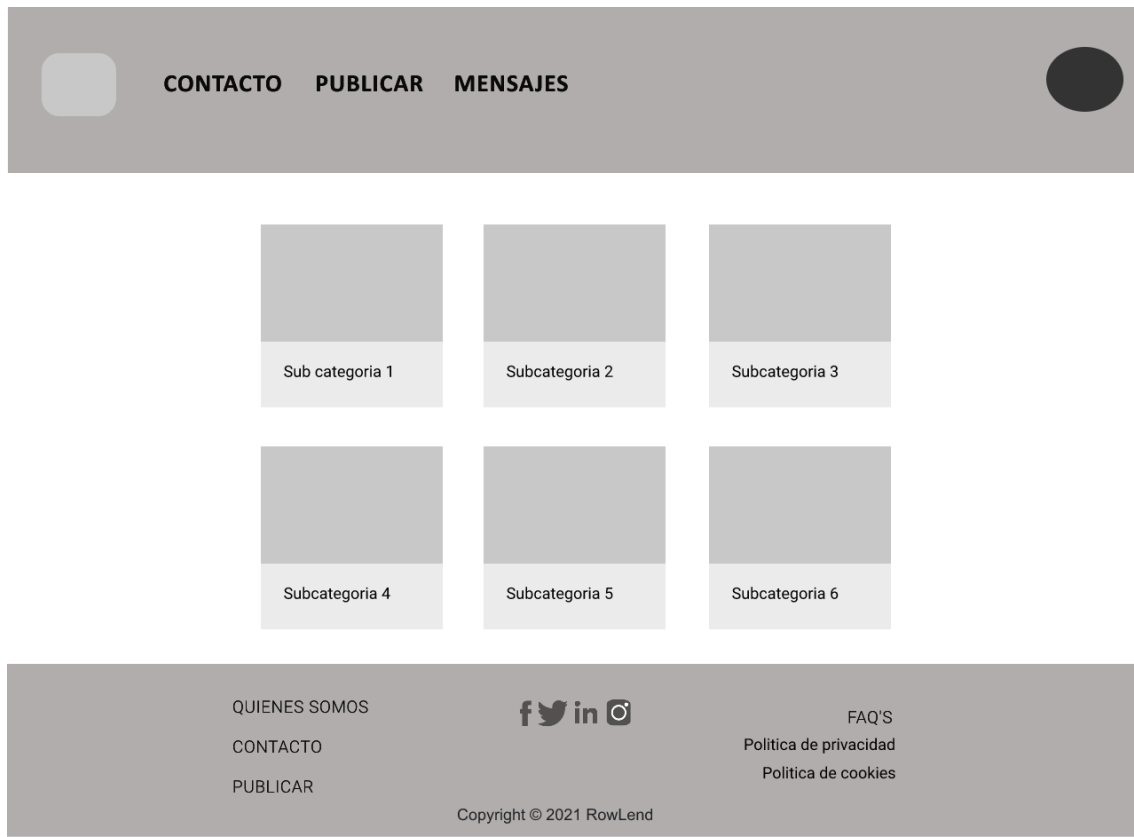 CONTACTO PUBLICAR MENSAJES
Sub categoria 1
Subcategoria 2
Subcategoria 3
Subcategoria 4
Subcategoria 5
Subcategoria 6
QUIENES SOMOS
CONTACTO
PUBLICAR
FAQ'S
Politica de privacidad
Politica de cookies
Copyright © 2021 RowLend